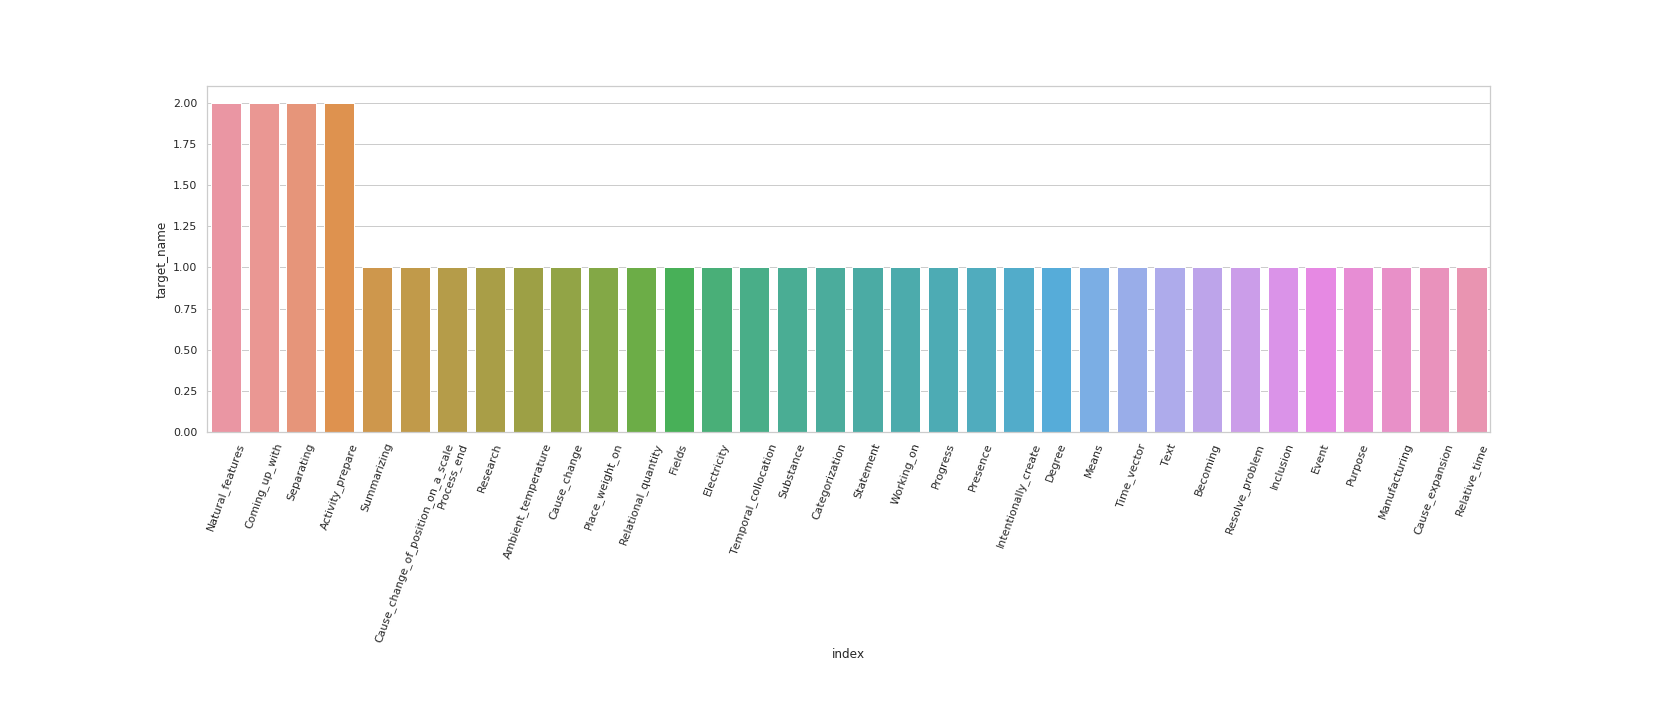 2.00
1.75
1.50
1.25
1.00
0.75
0.50
0.25
0.00
target_name
Natural_features
Coming_up_with
Separating
Activity_prepare
Summarizing
Cause_change_of_position_on_a_scale
Process_end
Research
Ambient_temperature
Cause_change
Place_weight_on
Relational_quantity
Fields
Electricity
Temporal_collocation
Substance
Categorization
Statement
Working_on
Progress
Presence
Intentionally_create
Degree
Means
Time_vector
Text
Becoming
Resolve_problem
Inclusion
Event
Purpose
Manufacturing
Cause_expansion
Relative_time
index